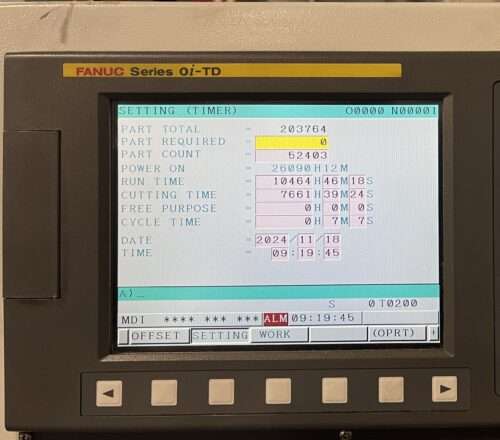 FANUC Series 0i-TD
SETTING (TIMER) O0000 N00001
PART TOTAL = 203764
PART REQUIRED = 0
PART COUNT = 52403
POWER ON = 26090H12M
RUN TIME = 10464H46M18S
CUTTING TIME = 7661H39M24S
FREE PURPOSE = 0H 0M 0S
CYCLE TIME = 0H 7M 7S
DATE = 2024/11/18
TIME = 09:19:45
A)_
S 0 T0200
MDI **** *** *** ALM 09:19:45
OFFSET SETTING WORK (OPRT) +